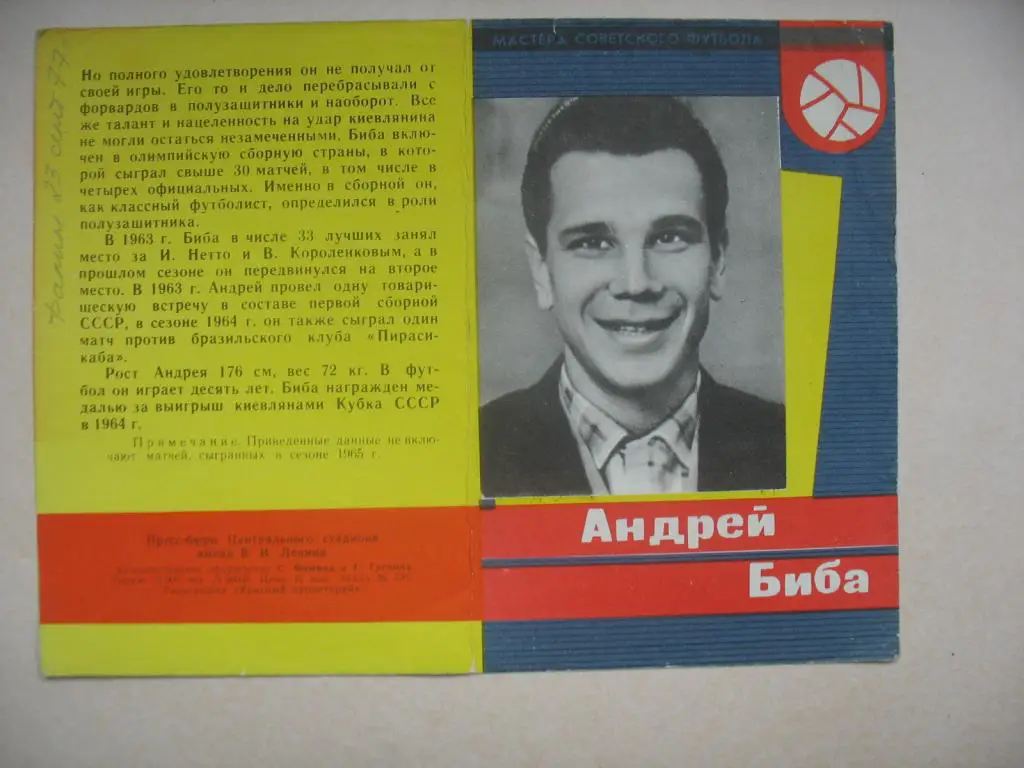 Но полного удовлетворения он не получал от
своей игры. Его то и дело перебрасывали с
форвардов в полузащитники и наоборот. Все
же талант и нацеленность на удар киевлянина
не могли остаться незамеченными. Биба вклю-
чен в олимпийскую сборную страны, в кото-
рой сыграл свыше 30 матчей, в том числе в
четырех официальных. Именно в сборной он,
как классный футболист, определился в роли
полузащитника.
В 1963 г. Биба в числе 33 лучших занял
место за И. Нетто и В. Короленковым, а в
прошлом сезоне он передвинулся на второе
место. В 1963 г. Андрей провел одну товари-
щескую встречу в составе первой сборной
СССР, в сезоне 1964 г. он также сыграл один
матч против бразильского клуба «Пираси-
каба».
Рост Андрея 176 см, вес 72 кг. В фут-
бол он играет десять лет. Биба награжден ме-
далью за выигрыш киевлянами Кубка СССР
в 1964 г.
Примечание. Приведенные данные не вклю-
чают матчей, сыгранных в сезоне 1965 г.
Пресс-бюро Центрального стадиона
имени В. И. Ленина
МАСТЕРА СОВЕТСКОГО ФУТБОЛА
Андрей
Биба